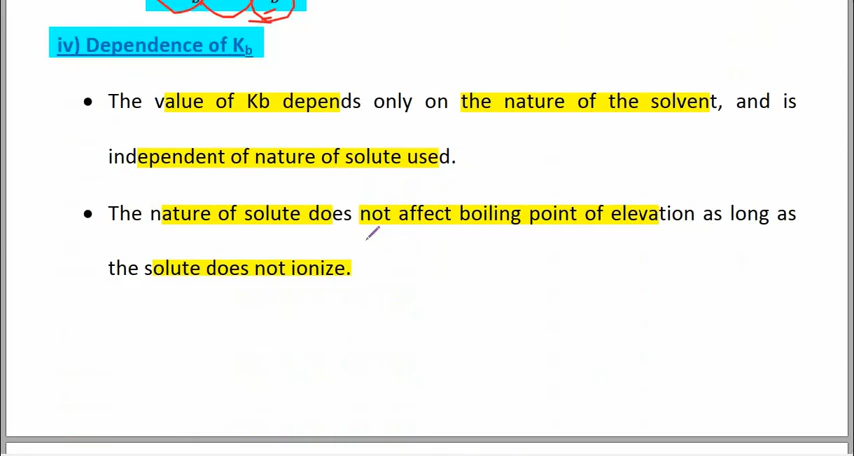 iv) Dependence of Kb
• The value of Kb depends only on the nature of the solvent, and is
independent of nature of solute used.
• The nature of solute does not affect boiling point of elevation as long as
the solute does not ionize.